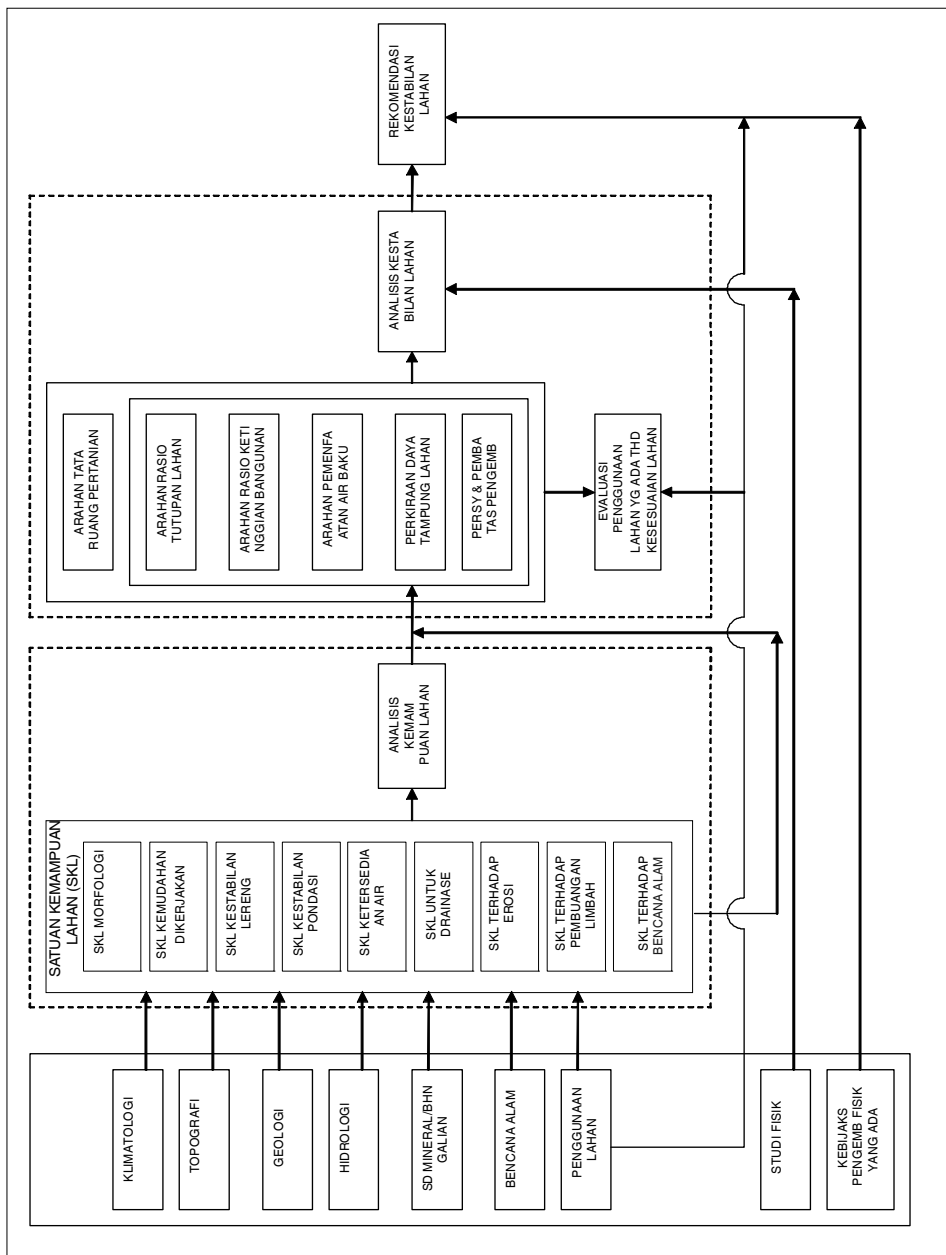 KLIMATOLOGI
TOPOGRAFI
GEOLOGI
HIDROLOGI
SD MINERAL/BHN
GALIAN
BENCANA ALAM
PENGGUNAAN
LAHAN
STUDI FISIK
KEBIJAKS
PENGEMB FISIK
YANG ADA
SATUAN KEMAMPUAN
LAHAN (SKL)
SKL MORFOLOGI
SKL KEMUDAHAN
DIKERJAKAN
SKL KESTABILAN
LERENG
SKL KESTABILAN
PONDASI
SKL KETERSEDIA
AN AIR
SKL UNTUK
DRAINASE
SKL TERHADAP
EROSI
SKL TERHADAP
PEMBUANGAN
LIMBAH
SKL TERHADAP
BENCANA ALAM
ANALISIS
KEMAM
PUAN LAHAN
ARAHAN TATA
RUANG PERTANIAN
ARAHAN RASIO
TUTUPAN LAHAN
ARAHAN RASIO KETI
NGGIAN BANGUNAN
ARAHAN PEMENFA
ATAN AIR BAKU
PERKIRAAN DAYA
TAMPUNG LAHAN
PERSY & PEMBA
TAS PENGEMB
EVALUASI
PENGGUNAAN
LAHAN YG ADA THD
KESESUAIAN LAHAN
ANALISIS KESTA
BILAN LAHAN
REKOMENDASI
KESTABILAN
LAHAN